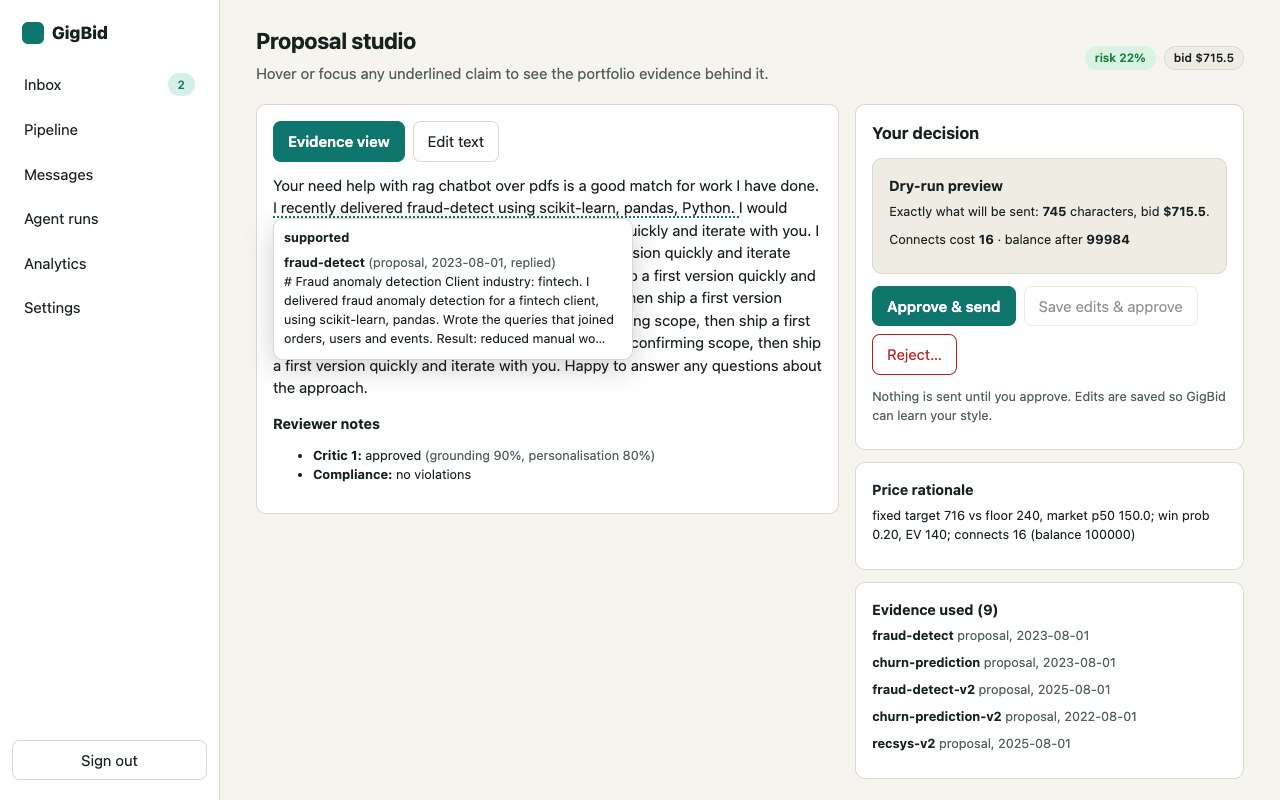 GigBid
Inbox 2
Pipeline
Messages
Agent runs
Analytics
Settings
Sign out
Proposal studio
Hover or focus any underlined claim to see the portfolio evidence behind it.
risk 22%
bid $715.5
Evidence view
Edit text
Your need help with rag chatbot over pdfs is a good match for work I have done.
I recently delivered fraud-detect using scikit-learn, pandas, Python. I would
uickly and iterate with you. I
sion quickly and iterate
a first version quickly and
en ship a first version
ng scope, then ship a first
confirming scope, then ship
a first version quickly and iterate with you. Happy to answer any questions about
the approach.
supported
fraud-detect (proposal, 2023-08-01, replied)
# Fraud anomaly detection Client industry: fintech. I
delivered fraud anomaly detection for a fintech client,
using scikit-learn, pandas. Wrote the queries that joined
orders, users and events. Result: reduced manual wo...
Reviewer notes
• Critic 1: approved (grounding 90%, personalisation 80%)
• Compliance: no violations
Your decision
Dry-run preview
Exactly what will be sent: 745 characters, bid $715.5.
Connects cost 16 · balance after 99984
Approve & send
Save edits & approve
Reject...
Nothing is sent until you approve. Edits are saved so GigBid
can learn your style.
Price rationale
fixed target 716 vs floor 240, market p50 150.0; win prob
0.20, EV 140; connects 16 (balance 100000)
Evidence used (9)
fraud-detect proposal, 2023-08-01
churn-prediction proposal, 2023-08-01
fraud-detect-v2 proposal, 2025-08-01
churn-prediction-v2 proposal, 2022-08-01
recsys-v2 proposal, 2025-08-01